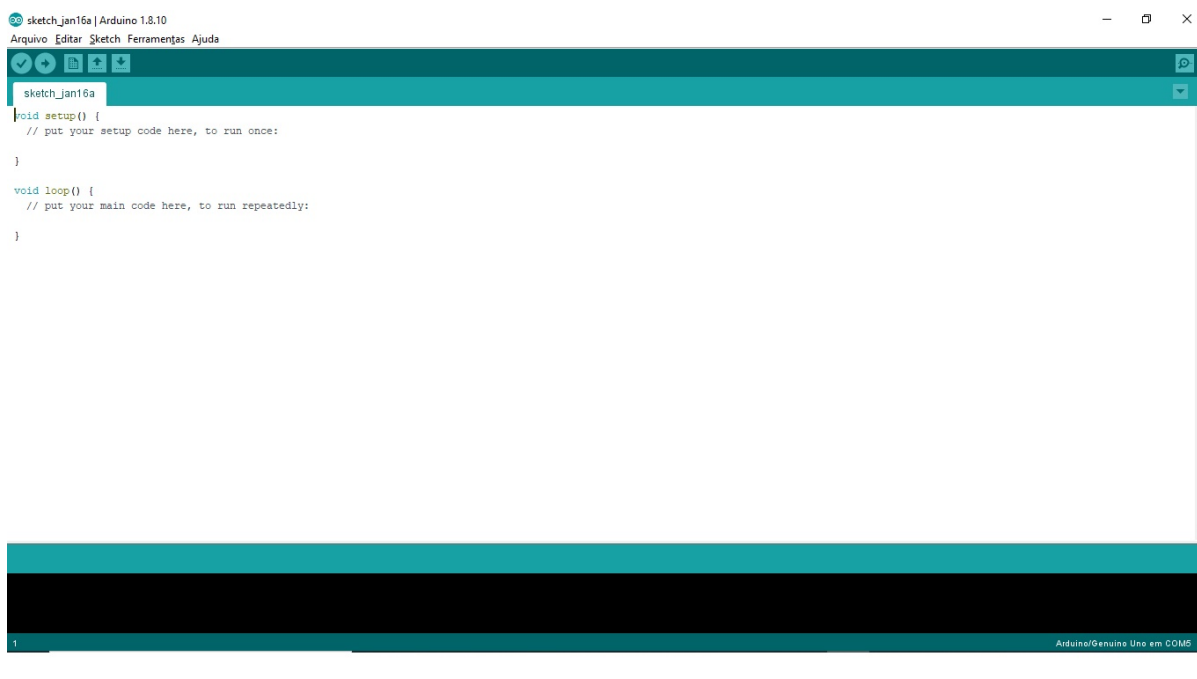 sketch_jan16a | Arduino 1.8.10
Arquivo Editar Sketch Ferramentas Ajuda
sketch_jan16a
void setup() {
// put your setup code here, to run once:
}
void loop() {
// put your main code here, to run repeatedly:
}
1
Arduino/Genuino Uno em COM5